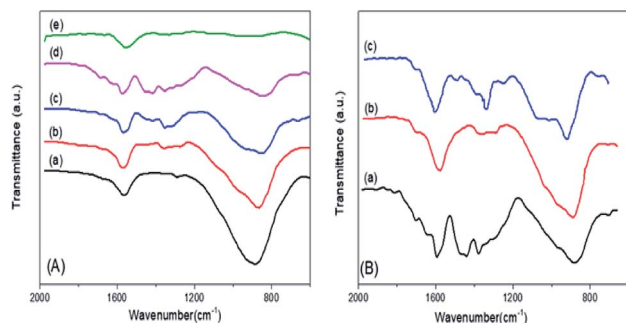 (e)
(d)
(c)
(b)
(a)
(A)
Transmittance (a.u.)
2000 1600 1200 800
Wavenumber(cm-1)
(c)
(b)
(a)
(B)
Transmittance (a.u.)
2000 1600 1200 800
Wavenumber(cm-1)